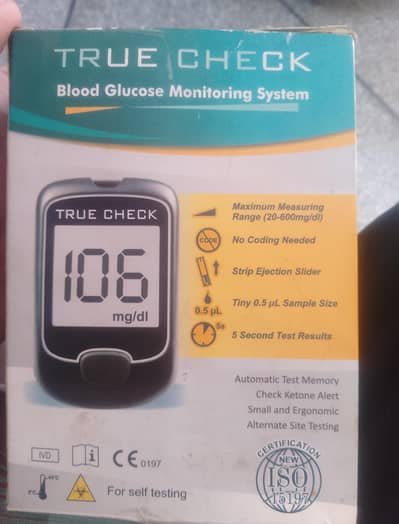 TRUE CHECK
Blood Glucose Monitoring System
TRUE CHECK
106
mg/dl
Maximum Measuring
Range (20-600mg/dl)
CODE
No Coding Needed
Strip Ejection Slider
0.5 µL
Tiny 0.5 µL Sample Size
5s
5 Second Test Results
Automatic Test Memory
Check Ketone Alert
Small and Ergonomic
Alternate Site Testing
IVD
i
CE 0197
For self testing
CERTIFICATION
NEW
ISO
15197